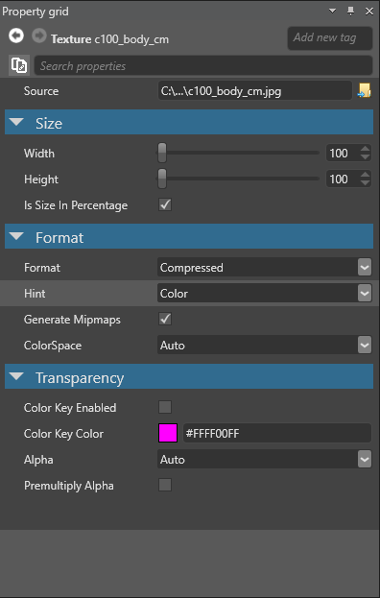 Property grid
Texture c100_body_cm
Add new tag
Search properties
Source C:\...\c100_body_cm.jpg
Size
Width 100
Height 100
Is Size In Percentage
Format
Format Compressed
Hint Color
Generate Mipmaps
ColorSpace Auto
Transparency
Color Key Enabled
Color Key Color #FFFF00FF
Alpha Auto
Premultiply Alpha